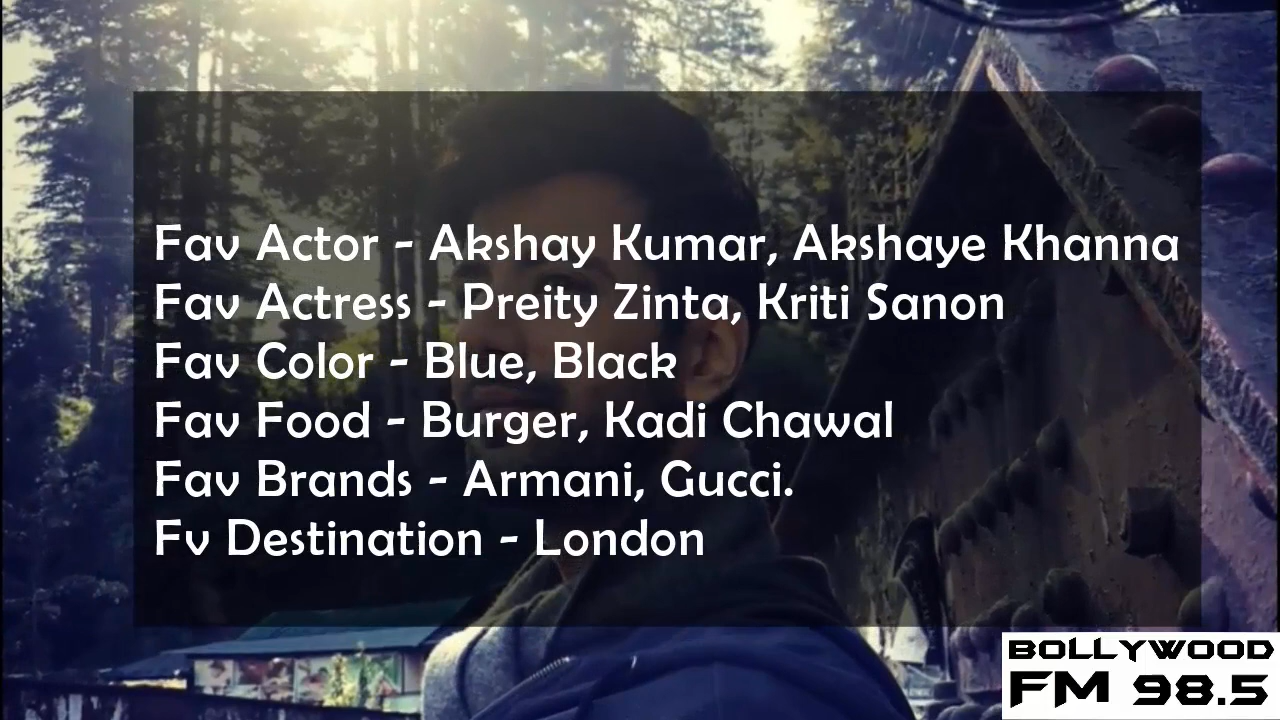 Fav Actor - Akshay Kumar, Akshaye Khanna
Fav Actress - Preity Zinta, Kriti Sanon
Fav Color - Blue, Black
Fav Food - Burger, Kadi Chawal
Fav Brands - Armani, Gucci.
Fv Destination - London
BOLLYWOOD
FM 98.5